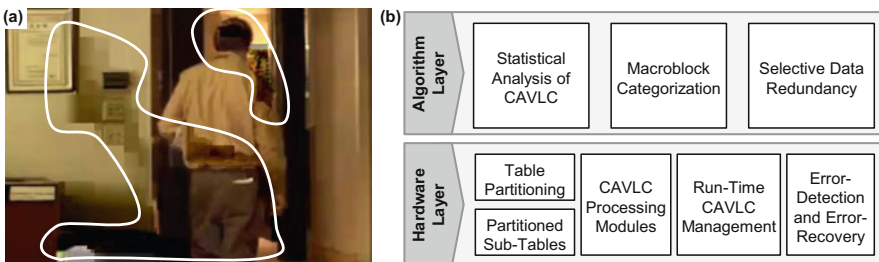 (a)
(b)
Algorithm
Layer
Statistical
Analysis of
CAVLC
Macroblock
Categorization
Selective Data
Redundancy
Hardware
Layer
Table
Partitioning
Partitioned
Sub-Tables
CAVLC
Processing
Modules
Run-Time
CAVLC
Management
Error-
Detection
and Error-
Recovery